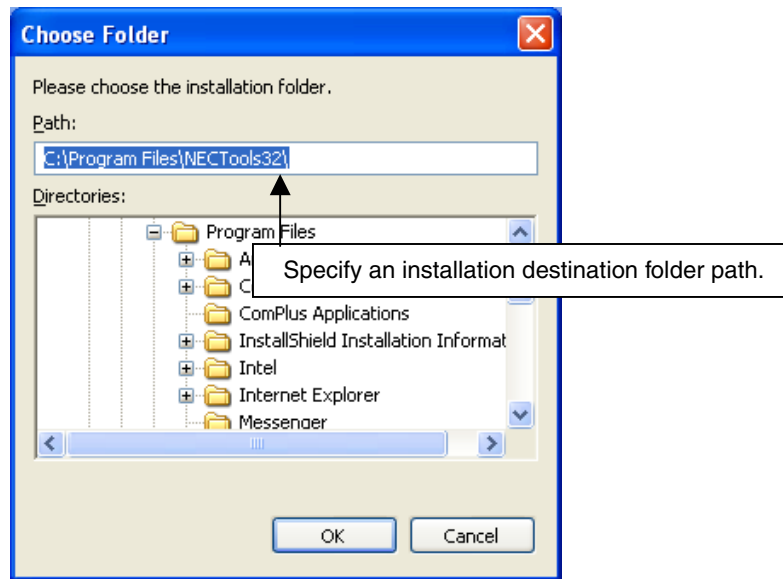 Choose Folder
Please choose the installation folder.
Path:
C:\Program Files\NECTools32\
Directories:
Program Files
A
Specify an installation destination folder path.
C
ComPlus Applications
InstallShield Installation Informat
Intel
Internet Explorer
Messenger
OK Cancel